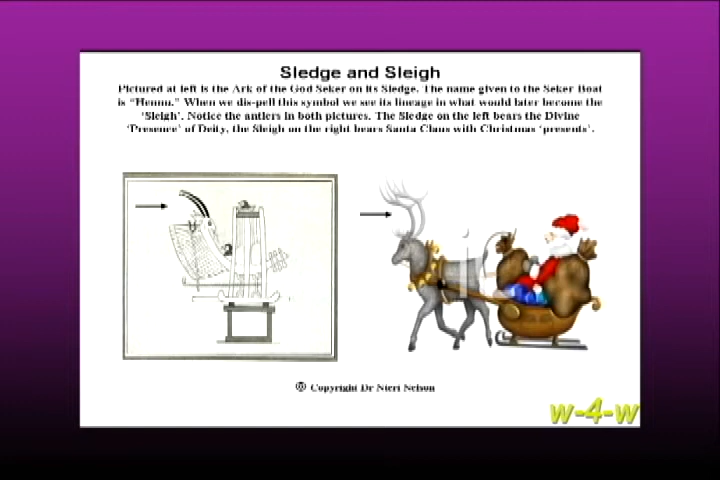 Sledge and Sleigh
Pictured at left is the Ark of the God Seker on its Sledge. The name given to the Seker Boat
is "Hennu." When we dis-pell this symbol we see its lineage in what would later become the
'Sleigh'. Notice the antlers in both pictures. The Sledge on the left bears the Divine
'Presence' of Deity, the Sleigh on the right bears Santa Claus with Christmas 'presents'.
© Copyright Dr Nteri Nelson
w-4-w